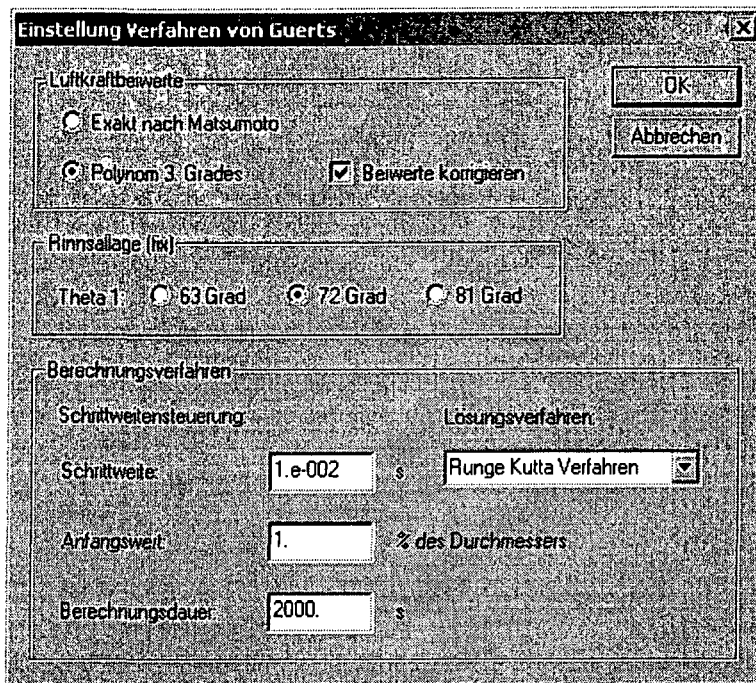 Einstellung Verfahren von Guerts
Luftkraftbeiwerte
OK
Exakt nach Matsumoto
Abbrechen
Polynom 3. Grades
Beiwerte korrigieren
Rinnsallage (fix)
Theta 1: 63 Grad 72 Grad 81 Grad
Berechnungsverfahren
Schrittweitensteuerung:
Lösungsverfahren:
Schrittweite: 1.e-002 s
Runge Kutta Verfahren
Anfangswert: 1. % des Durchmessers
Berechnungsdauer: 2000. s